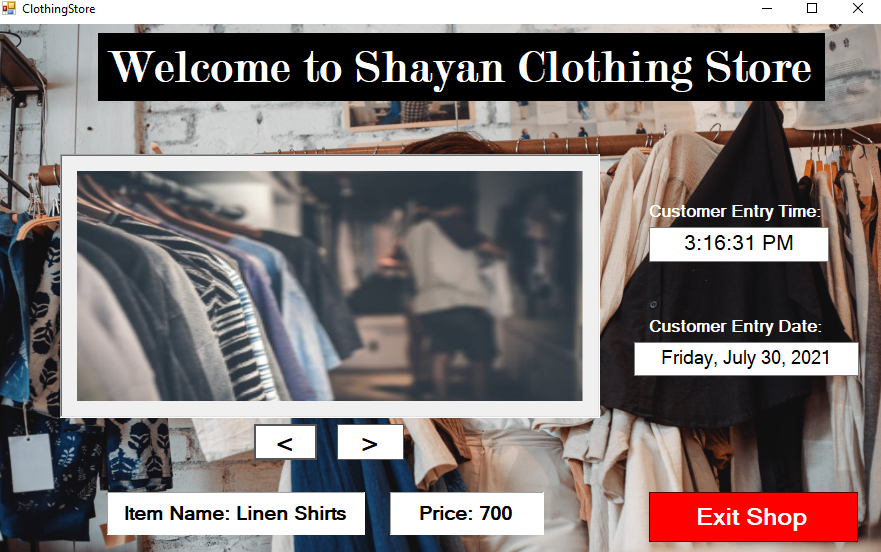 ClothingStore
Welcome to Shayan Clothing Store
Customer Entry Time:
3:16:31 PM
Customer Entry Date:
Friday, July 30, 2021
< >
Item Name: Linen Shirts
Price: 700
Exit Shop